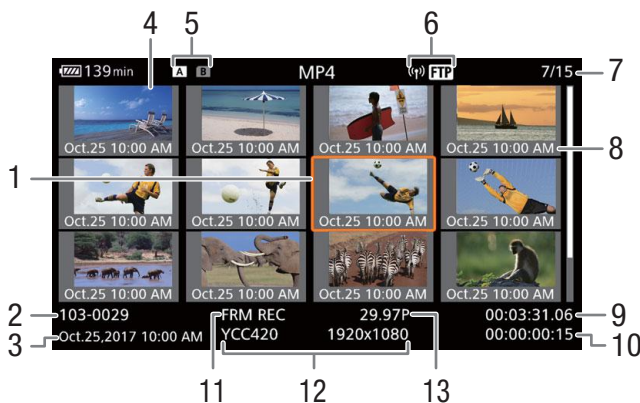 4 5 6
139min A B MP4 FTP 7/15 7
Oct.25 10:00 AM Oct.25 10:00 AM Oct.25 10:00 AM Oct.25 10:00 AM 8
1
Oct.25 10:00 AM Oct.25 10:00 AM Oct.25 10:00 AM Oct.25 10:00 AM
Oct.25 10:00 AM Oct.25 10:00 AM Oct.25 10:00 AM Oct.25 10:00 AM
2 103-0029 FRM REC 29.97P 00:03:31.06 9
3 Oct.25,2017 10:00 AM YCC420 1920x1080 00:00:00:15 10
11 12 13